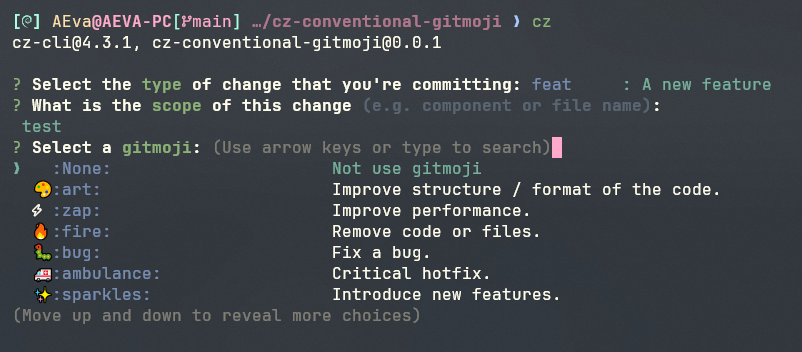 [] AEva@AEVA-PC[main] …/cz-conventional-gitmoji ❱ cz
cz-cli@4.3.1, cz-conventional-gitmoji@0.0.1
? Select the type of change that you're committing: feat : A new feature
? What is the scope of this change (e.g. component or file name):
test
? Select a gitmoji: (Use arrow keys or type to search)
❱ :None: Not use gitmoji
🎨:art: Improve structure / format of the code.
⚡:zap: Improve performance.
🔥:fire: Remove code or files.
🐛:bug: Fix a bug.
🚑:ambulance: Critical hotfix.
✨:sparkles: Introduce new features.
(Move up and down to reveal more choices)